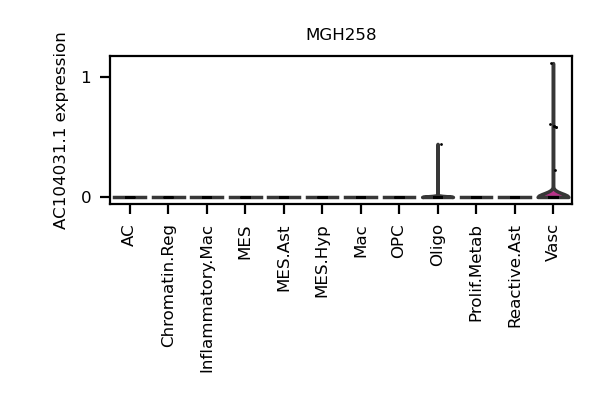 MGH258
AC104031.1 expression
1
0
AC
Chromatin.Reg
Inflammatory.Mac
MES
MES.Ast
MES.Hyp
Mac
OPC
Oligo
Prolif.Metab
Reactive.Ast
Vasc